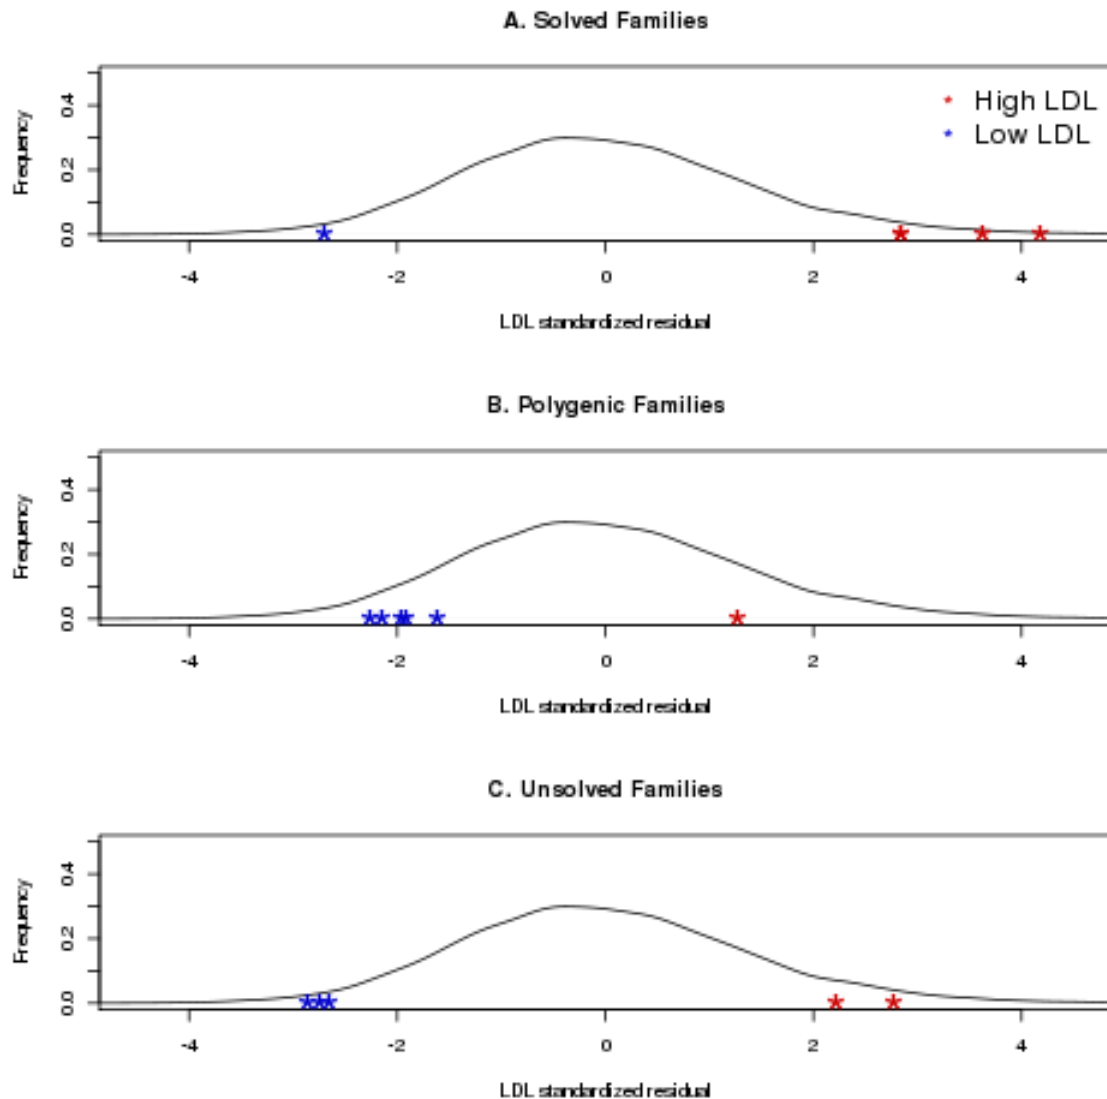 A. Solved Families
Frequency
0.0 0.2 0.4
High LDL
Low LDL
-4 -2 0 2 4
LDL standardized residual
B. Polygenic Families
Frequency
0.0 0.2 0.4
-4 -2 0 2 4
LDL standardized residual
C. Unsolved Families
Frequency
0.0 0.2 0.4
-4 -2 0 2 4
LDL standardized residual